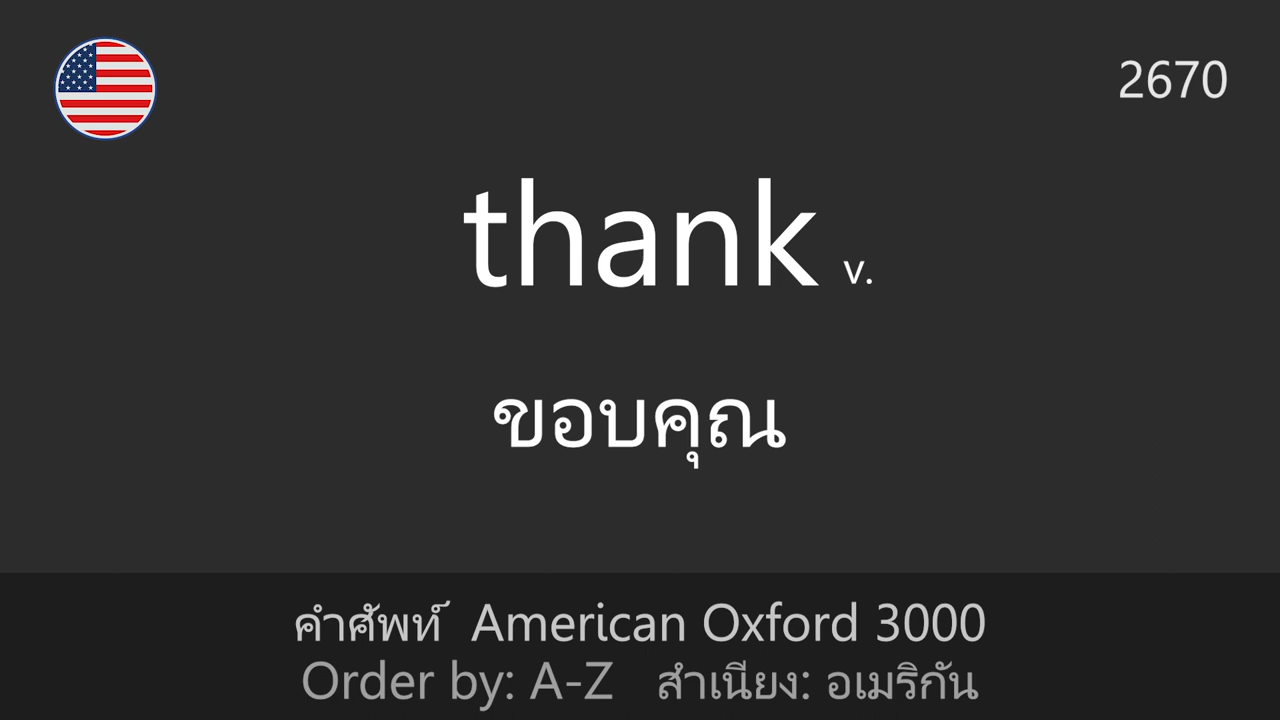 2670
thank v.
ขอบคุณ
คำศัพท์ American Oxford 3000
Order by: A-Z สำเนียง: อเมริกัน